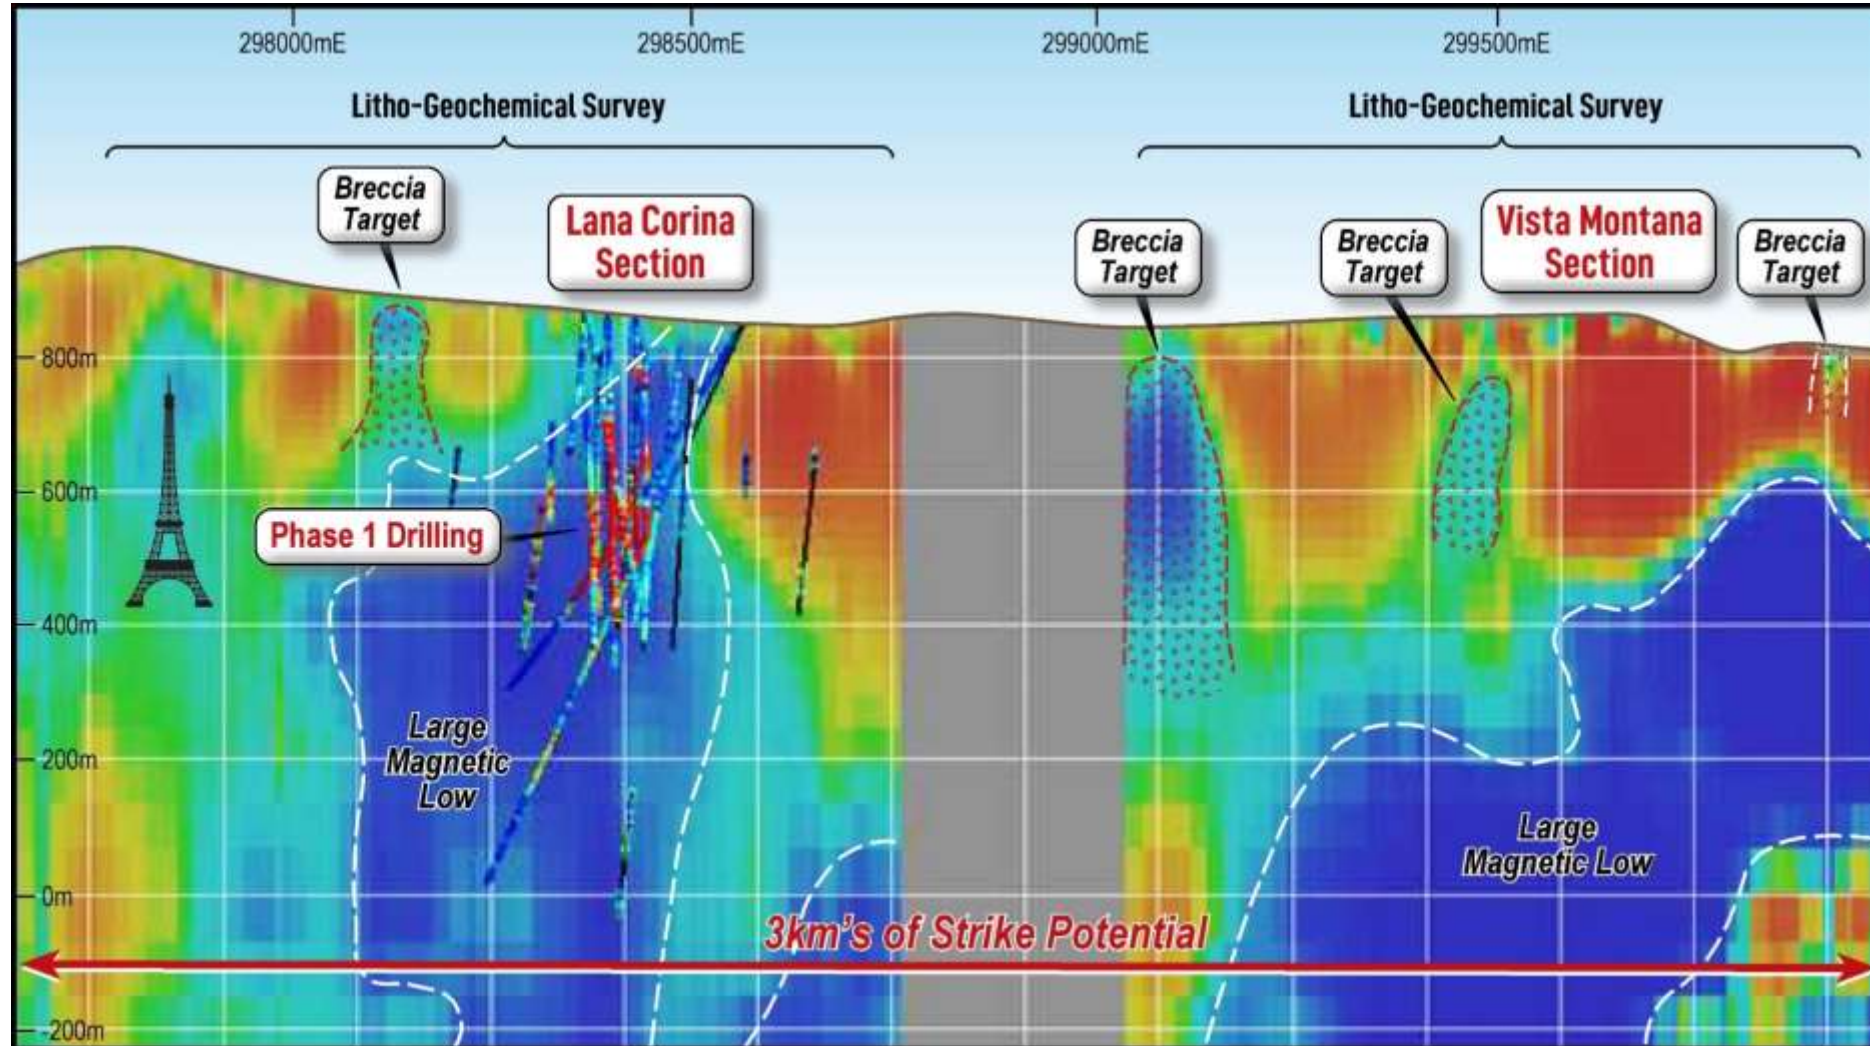 298000mE
298500mE
299000mE
299500mE
Litho-Geochemical Survey
Litho-Geochemical Survey
Breccia
Target
Lana Corina
Section
Breccia
Target
Breccia
Target
Vista Montana
Section
Breccia
Target
800m
600m
Phase 1 Drilling
400m
Large
Magnetic
Low
200m
Large
Magnetic Low
0m
3km's of Strike Potential
-200m